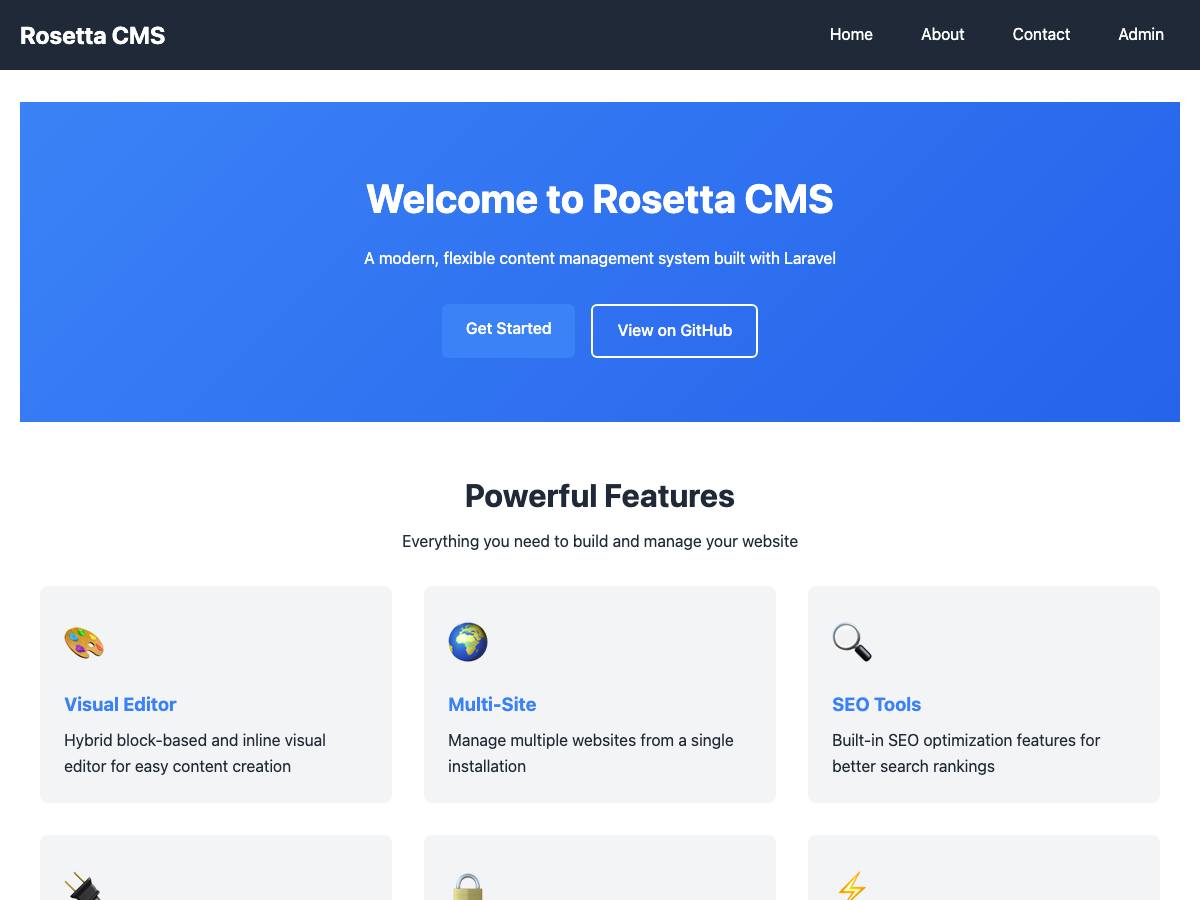 Rosetta CMS
Home
About
Contact
Admin
Welcome to Rosetta CMS
A modern, flexible content management system built with Laravel
Get Started
View on GitHub
Powerful Features
Everything you need to build and manage your website
Visual Editor
Hybrid block-based and inline visual
editor for easy content creation
Multi-Site
Manage multiple websites from a single
installation
SEO Tools
Built-in SEO optimization features for
better search rankings